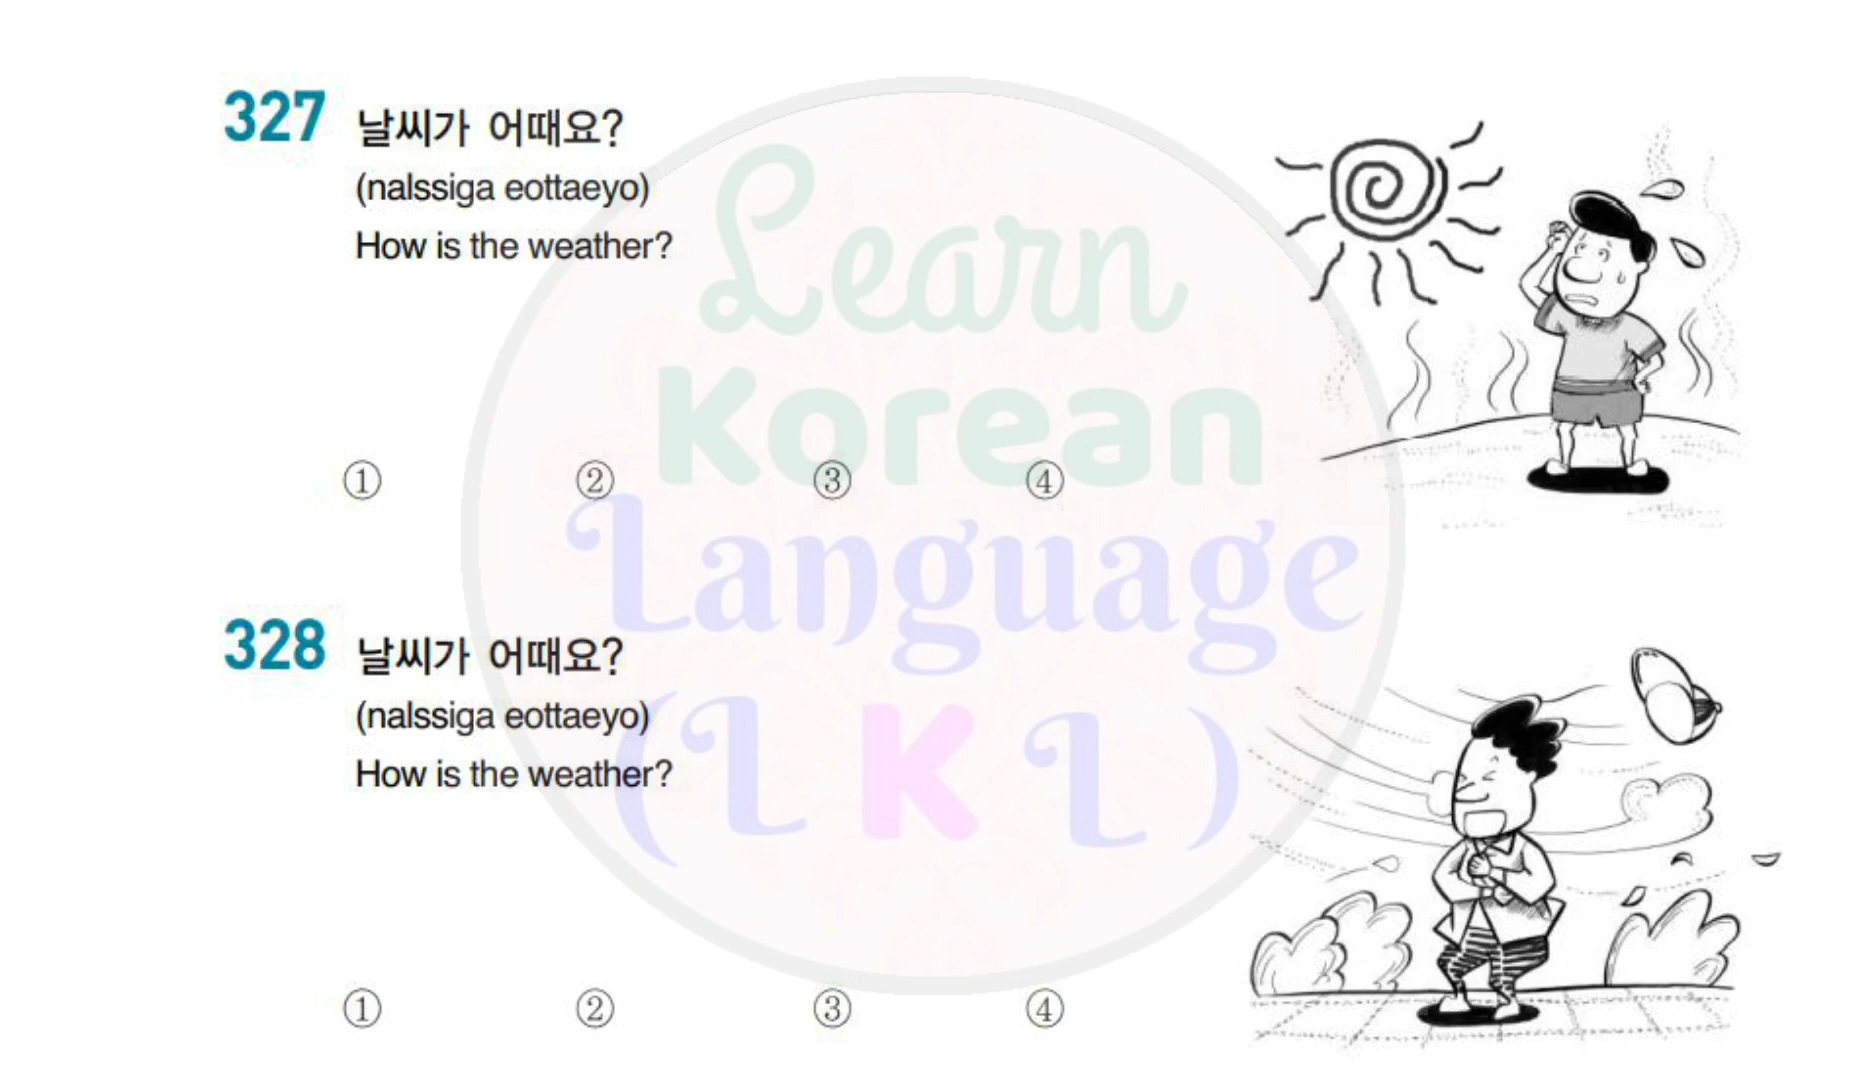 327 날씨가 어때요?
(nalssiga eottaeyo)
How is the weather?
① ② ③ ④
328 날씨가 어때요?
(nalssiga eottaeyo)
How is the weather?
① ② ③ ④
Learn
Korean
Language
(L K L)